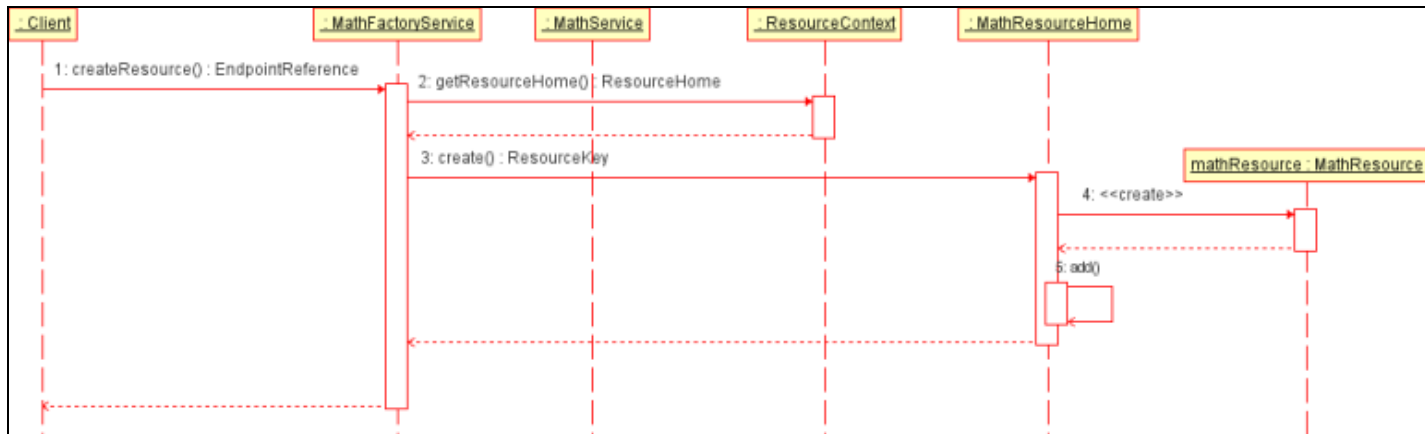 : Client
: MathFactoryService
: MathService
: ResourceContext
: MathResourceHome
1: createResource() : EndpointReference
2: getResourceHome() : ResourceHome
3: create() : ResourceKey
mathResource : MathResource
4: <<create>>
5: add()